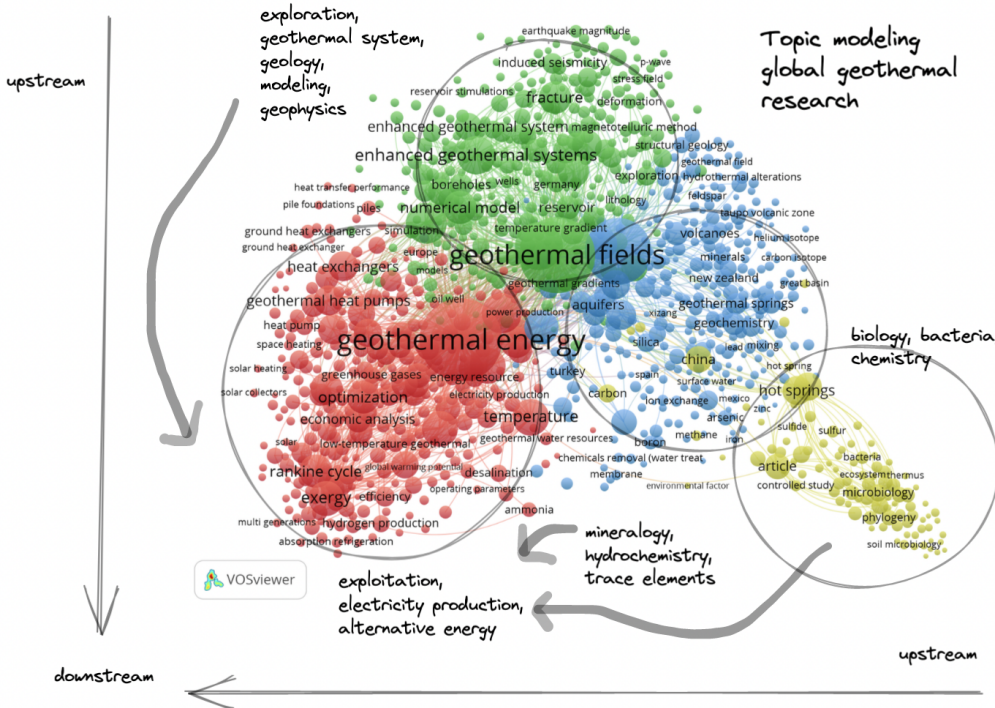 exploration,
geothermal system,
geology,
modeling,
geophysics
upstream
Topic modeling
global geothermal
research
earthquake magnitude
induced seismicity
p-wave
stress field
reservoir stimulations
fracture
deformation
enhanced geothermal system
magnetotelluric method
structural geology
enhanced geothermal systems
geothermal field
exploration
hydrothermal alterations
boreholes
wells
germany
heat transfer performance
feldspar
lithology
pile foundations
piles
numerical model
reservoir
taupo volcanic zone
temperature gradient
ground heat exchangers
simulation
volcanoes
helium isotope
ground heat exchanger
europe
geothermal fields
minerals
carbon isotope
heat exchangers
models
new zealand
great basin
geothermal gradients
geothermal heat pumps
oil well
aquifers
geothermal springs
power production
xizang
heat pump
geochemistry
space heating
geothermal energy
silica
lead
mixing
biology, bacteria
chemistry
china
hot spring
solar heating
greenhouse gases
energy resource
turkey
spain
surface water
hot springs
solar collectors
optimization
electricity production
carbon
ion exchange
mexico
zinc
economic analysis
temperature
arsenic
sulfide
sulfur
solar
low-temperature geothermal
geothermal water resources
boron
methane
iron
chemicals removal (water treat
bacteria
rankine cycle
global warming potential
desalination
membrane
article
ecosystem
thermus
controlled study
environmental factor
exergy
efficiency
operating parameters
microbiology
ammonia
phylogeny
multi generations
hydrogen production
absorption refrigeration
soil microbiology
mineralogy,
hydrochemistry,
trace elements
VOSviewer
exploitation,
electricity production,
alternative energy
upstream
downstream